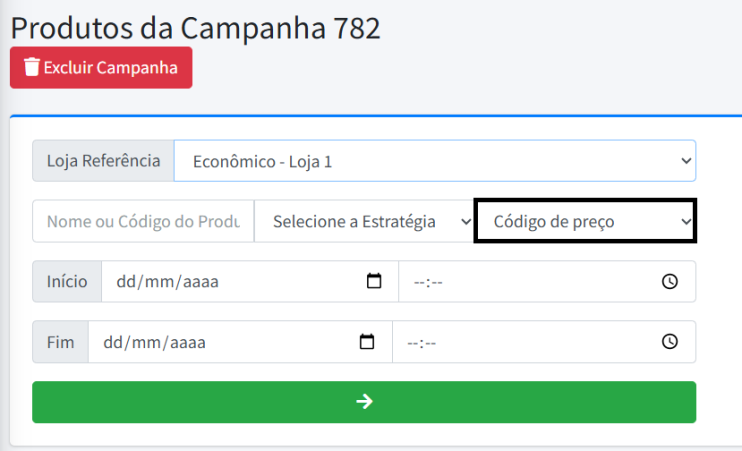 Produtos da Campanha 782
Excluir Campanha
Loja Referência Econômico - Loja 1
Nome ou Código do Produ Selecione a Estratégia Código de preço
Início dd/mm/aaaa --:--
Fim dd/mm/aaaa --:--